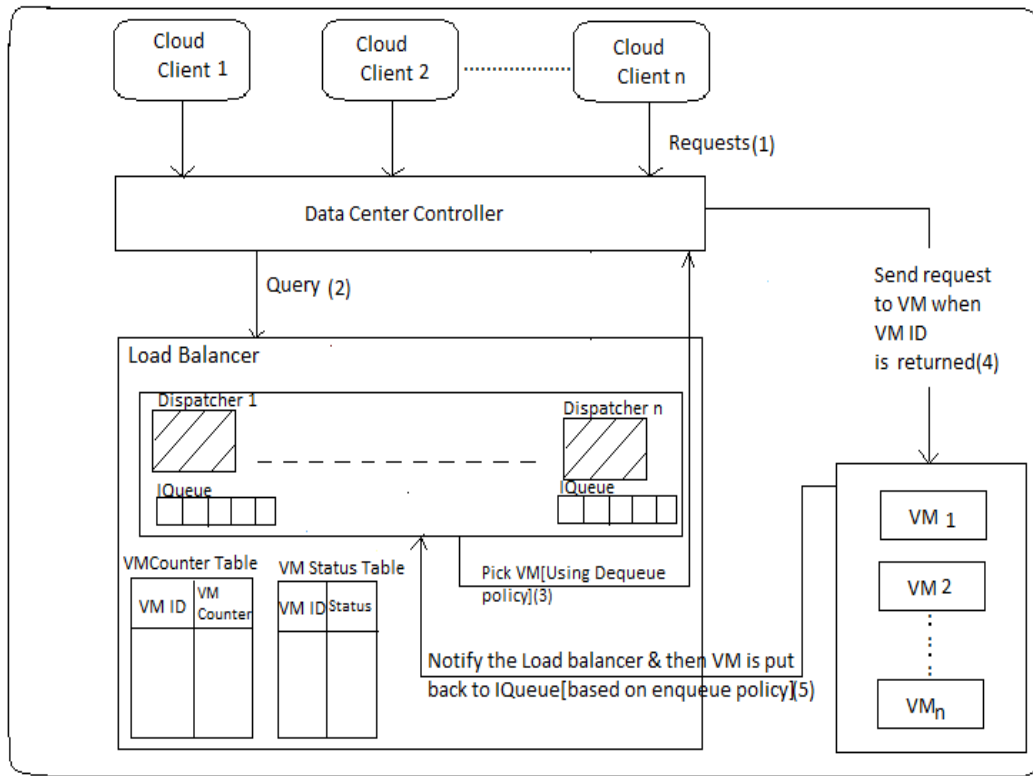 Cloud
Client 1
Cloud
Client 2
Cloud
Client n
Requests(1)
Data Center Controller
Query (2)
Send request
to VM when
VM ID
is returned(4)
Load Balancer
Dispatcher 1
Dispatcher n
IQueue
IQueue
VM 1
VMCounter Table
VM Status Table
Pick VM[Using Dequeue
policy](3)
VM ID
VM
Counter
VM ID
Status
VM 2
Notify the Load balancer & then VM is put
back to IQueue[based on enqueue policy](5)
VMn